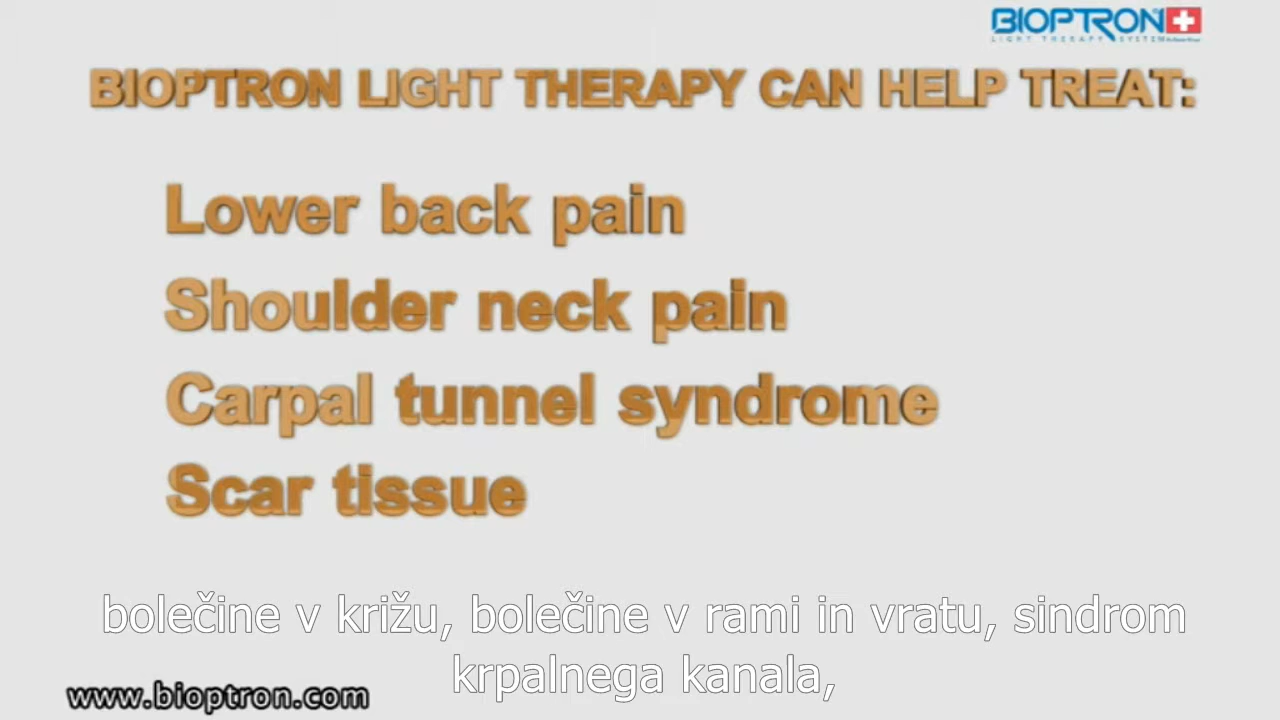 BIOPTRON
LIGHT THERAPY SYSTEM
BIOPTRON LIGHT THERAPY CAN HELP TREAT:
Lower back pain
Shoulder neck pain
Carpal tunnel syndrome
Scar tissue
bolečine v križu, bolečine v rami in vratu, sindrom
krpalnega kanala,
www.bioptron.com